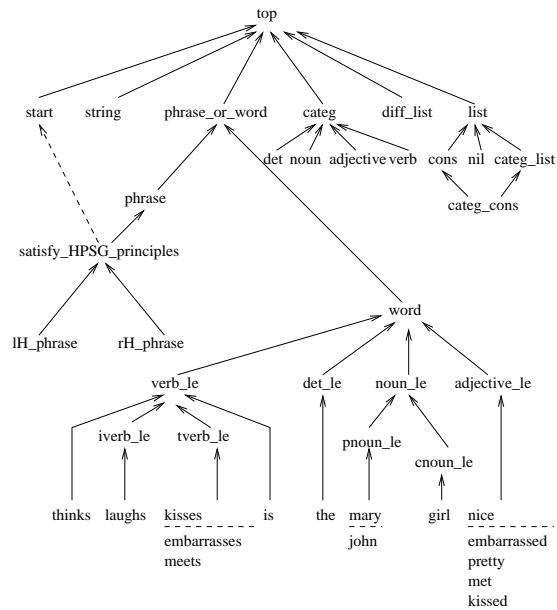 top
start string phrase_or_word categ diff_list list
det noun adjective verb cons nil categ_list
phrase categ_cons
satisfy_HPSG_principles
word
lH_phrase rH_phrase
verb_le det_le noun_le adjective_le
iverb_le tverb_le pnoun_le
cnoun_le
thinks laughs kisses is the mary girl nice
embarrasses john embarrassed
meets pretty
met
kissed